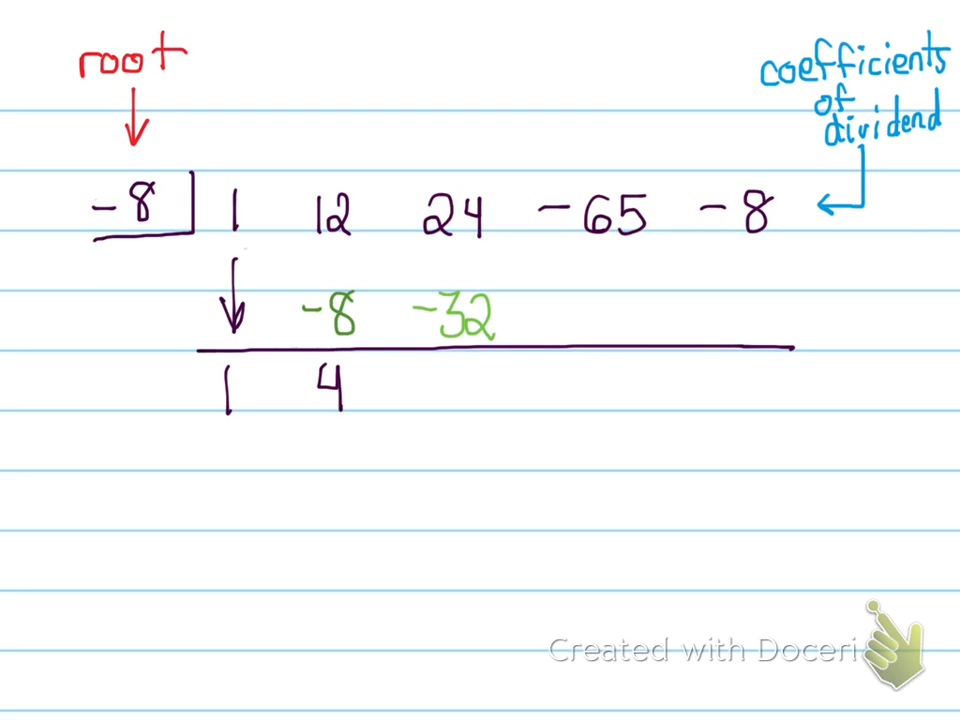 root
coefficients
of
dividend
-8 1 12 24 -65 -8
-8 -32
1 4
Created with Doceri